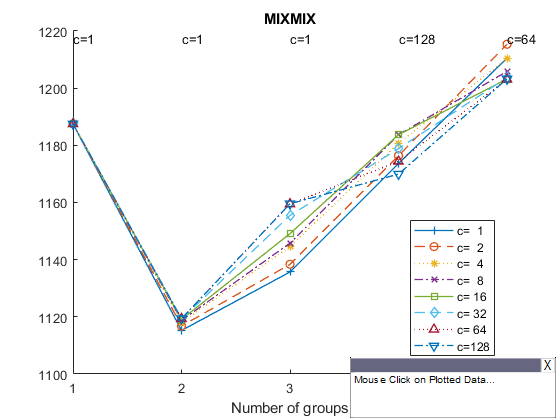 MIXMIX
c=1 c=1 c=1 c=128 c=64
1220
1200
1180
1160
1140
1120
1100
1 2 3
Number of groups
c= 1
c= 2
c= 4
c= 8
c= 16
c= 32
c= 64
c=128
X
Mouse Click on Plotted Data...